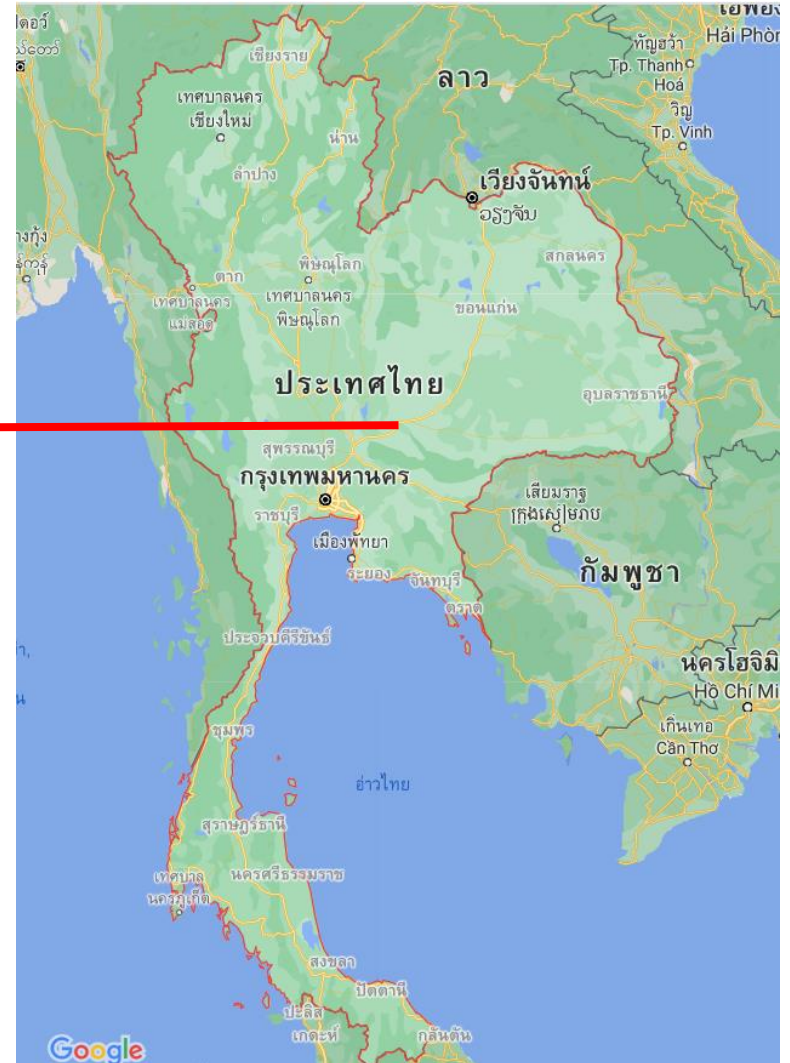 ทัญฮว้า
Tp. Thanh
Hoá
วิญ
Tp. Vinh
เชียงราย
ลาว
เทศบาลนคร
เชียงใหม่
น่าน
ลำปาง
เวียงจันทน์
ວຽງຈັນ
สกลนคร
ตาก
พิษณุโลก
เทศบาลนคร
แม่สอด
เทศบาลนคร
พิษณุโลก
ขอนแก่น
ประเทศไทย
อุบลราชธานี
สุพรรณบุรี
กรุงเทพมหานคร
ราชบุรี
เมืองพัทยา
ระยอง
จันทบุรี
ตราด
เสียมราฐ
ក្រុងសៀមរាប
กัมพูชา
ประจวบคีรีขันธ์
นครโฮจิมิ
Hồ Chí Mi
เกิ่นเทอ
Cần Thơ
ชุมพร
อ่าวไทย
สุราษฎร์ธานี
เทศบาล
นครภูเก็ต
นครศรีธรรมราช
สงขลา
ปัตตานี
ปะลิส
เกดะห์
กลันตัน
Google